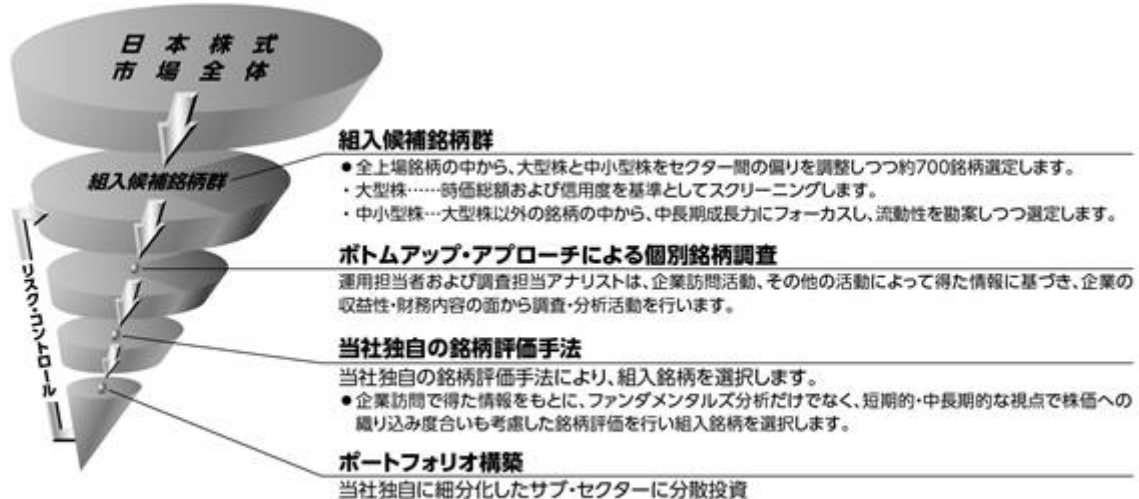 日本株式
市場全体
組入候補銘柄群
●全上場銘柄の中から、大型株と中小型株をセクター間の偏りを調整しつつ約700銘柄選定します。
・大型株……時価総額および信用度を基準としてスクリーニングします。
・中小型株…大型株以外の銘柄の中から、中長期成長力にフォーカスし、流動性を勘案しつつ選定します。
組入候補銘柄群
ボトムアップ・アプローチによる個別銘柄調査
運用担当者および調査担当アナリストは、企業訪問活動、その他の活動によって得た情報に基づき、企業の
収益性・財務内容の面から調査・分析活動を行います。
リスク・コントロール
当社独自の銘柄評価手法
当社独自の銘柄評価手法により、組入銘柄を選択します。
●企業訪問で得た情報をもとに、ファンダメンタルズ分析だけでなく、短期的・中長期的な視点で株価への
織り込み度合いも考慮した銘柄評価を行い組入銘柄を選択します。
ポートフォリオ構築
当社独自に細分化したサブ・セクターに分散投資